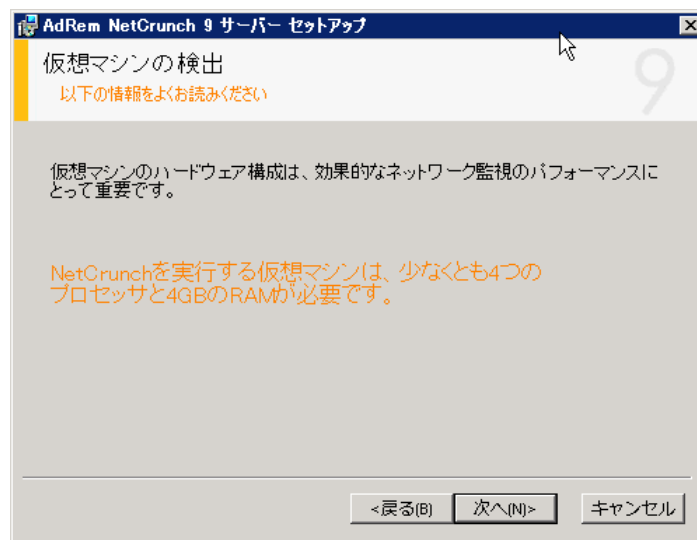 AdRem NetCrunch 9 サーバー セットアップ
仮想マシンの検出
以下の情報をよくお読みください
9
仮想マシンのハードウェア構成は、効果的なネットワーク監視のパフォーマンスに
とって重要です。
NetCrunchを実行する仮想マシンは、少なくとも4つの
プロセッサと4GBのRAMが必要です。
<戻る(B)
次へ(N)>
キャンセル